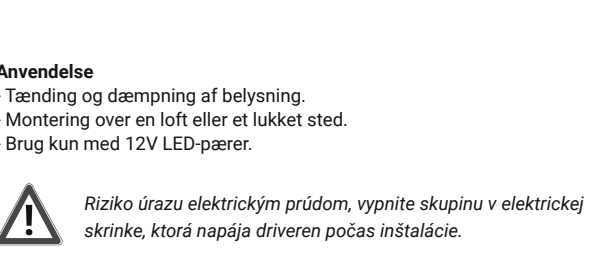 Anvendelse
- Tænding og dæmpning af belysning.
- Montering over en loft eller et lukket sted.
- Brug kun med 12V LED-pærer.
Riziko úrazu elektrickým prúdom, vypnite skupinu v elektrickej
skrinke, ktorá napája driveren počas inštalácie.